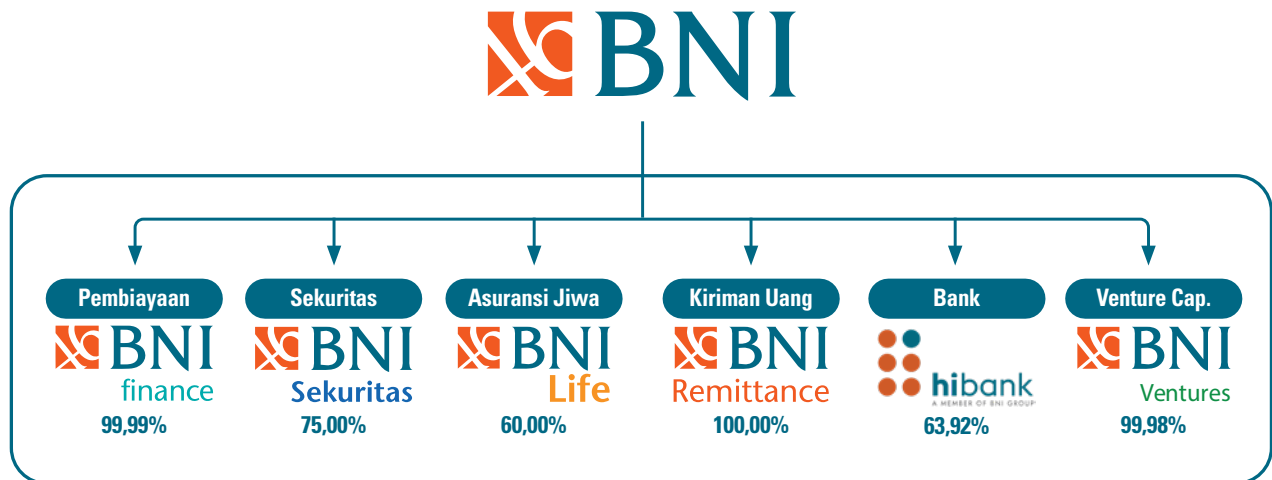 BNI
Pembiayaan
BNI
finance
99,99%
Sekuritas
BNI
Sekuritas
75,00%
Asuransi Jiwa
BNI
Life
60,00%
Kiriman Uang
BNI
Remittance
100,00%
Bank
hibank
A MEMBER OF BNI GROUP
63,92%
Venture Cap.
BNI
Ventures
99,98%